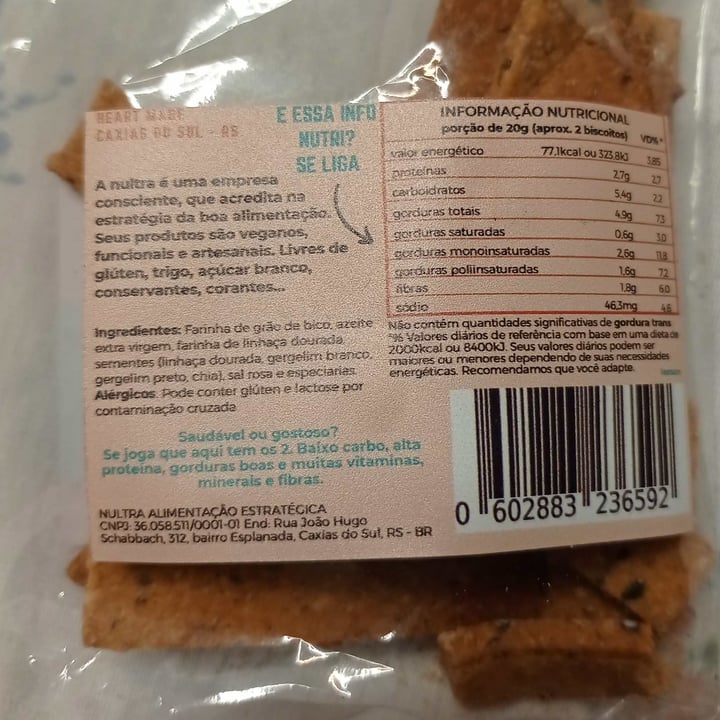 HEART MADE
CAXIAS DO SUL - RS
E ESSA INFO
NUTRI?
SE LIGA
A nultra é uma empresa
consciente, que acredita na
estratégia da boa alimentação.
Seus produtos são veganos,
funcionais e artesanais. Livres de
glúten, trigo, açúcar branco,
conservantes, corantes...
INFORMAÇÃO NUTRICIONAL
porção de 20g (aprox. 2 biscoitos) VD%*
valor energético 77,1kcal ou 323,8kJ 3,85
proteínas 2,7g 2,7
carboidratos 5,4g 2,2
gorduras totais 4,9g 7,3
gorduras saturadas 0,6g 3,0
gorduras monoinsaturadas 2,6g 11,8
gorduras poliinsaturadas 1,6g 7,2
fibras 1,8g 6,0
sódio 46,3mg 4,6
Não contém quantidades significativas de gordura trans
*% Valores diários de referência com base em uma dieta de
2000kcal ou 8400kJ. Seus valores diários podem ser
maiores ou menores dependendo de suas necessidades
energéticas. Recomendamos que você adapte.
Ingredientes: Farinha de grão de bico, azeite
extra virgem, farinha de linhaça dourada,
sementes (linhaça dourada, gergelim branco,
gergelim preto, chia), sal rosa e especiarias.
Alérgicos: Pode conter glúten e lactose por
contaminação cruzada
Saudável ou gostoso?
Se joga que aqui tem os 2. Baixo carbo, alta
proteína, gorduras boas e muitas vitaminas,
minerais e fibras.
NULTRA ALIMENTAÇÃO ESTRATÉGICA
CNPJ: 36.058.511/0001-01 End: Rua João Hugo
Schabbach, 312, bairro Esplanada, Caxias do Sul, RS - BR
0 602883 236592